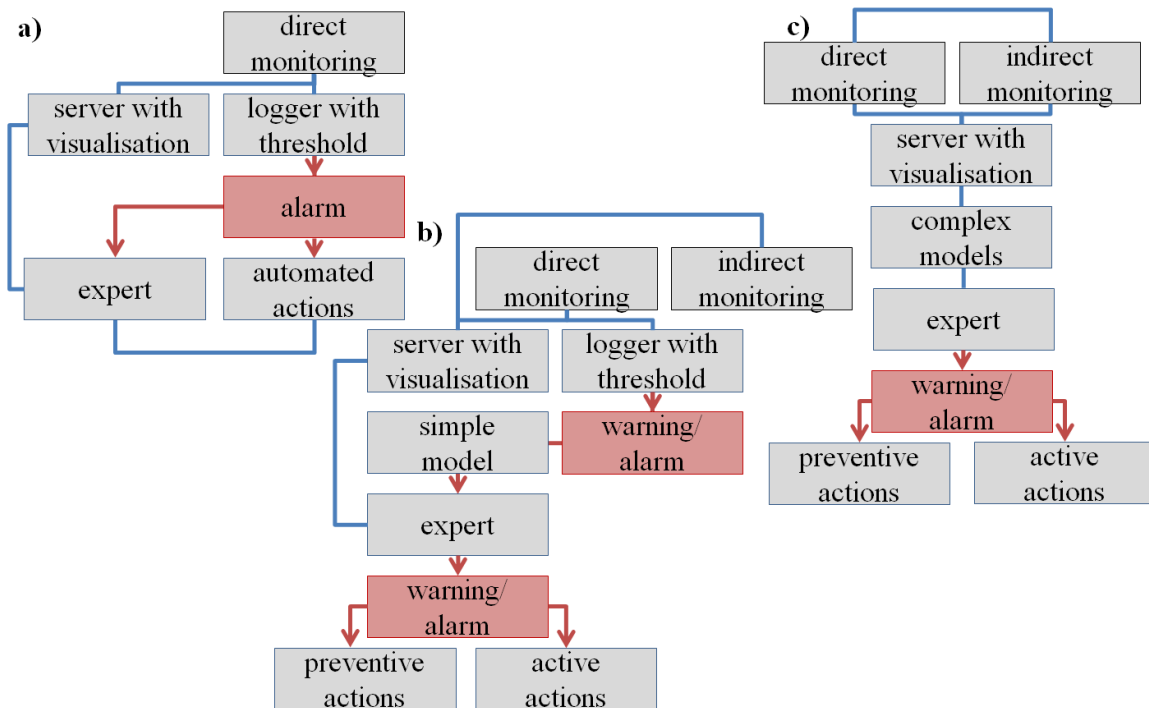 a)
direct
monitoring
server with
visualisation
logger with
threshold
alarm
expert
automated
actions
b)
direct
monitoring
indirect
monitoring
server with
visualisation
logger with
threshold
simple
model
warning/
alarm
expert
warning/
alarm
preventive
actions
active
actions
c)
direct
monitoring
indirect
monitoring
server with
visualisation
complex
models
expert
warning/
alarm
preventive
actions
active
actions